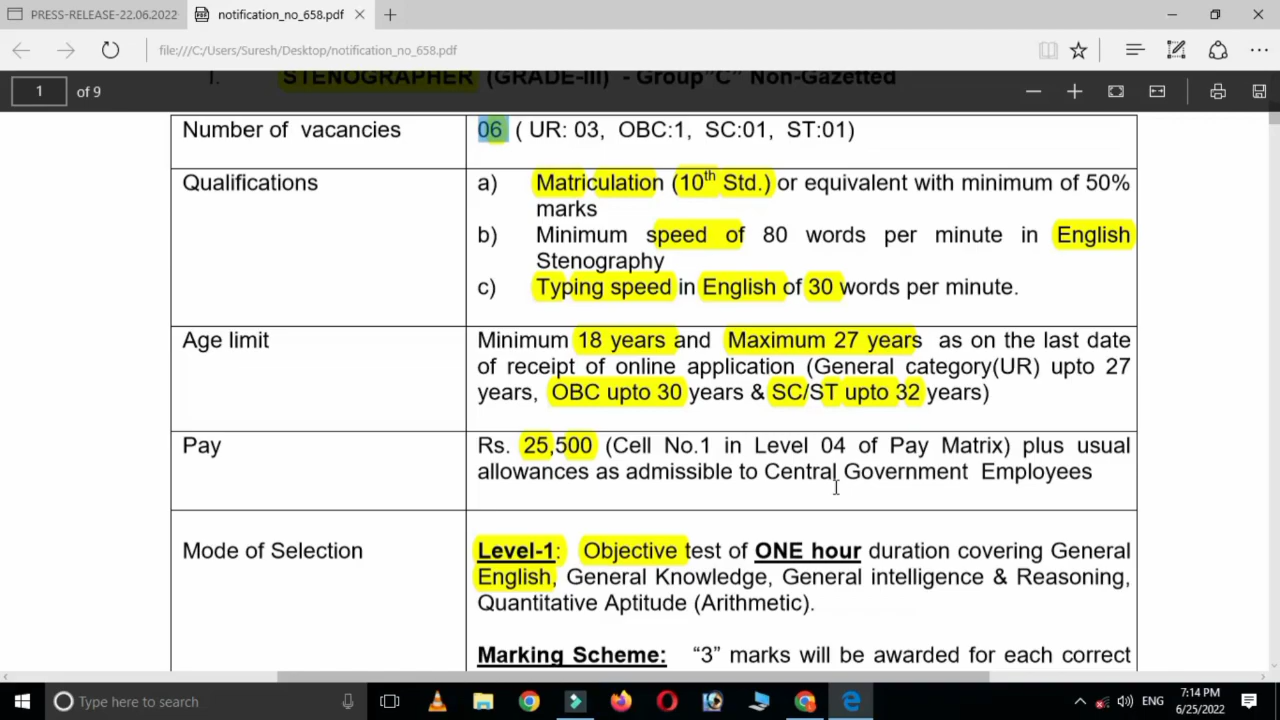 PRESS-RELEASE-22.06.2022
notification_no_658.pdf
file:///C:/Users/Suresh/Desktop/notification_no_658.pdf
1 of 9
1. STENOGRAPHER (GRADE-III) - Group"C" Non-Gazetted
Number of vacancies
06 ( UR: 03, OBC:1, SC:01, ST:01)
Qualifications
a) Matriculation (10th Std.) or equivalent with minimum of 50%
marks
b) Minimum speed of 80 words per minute in English
Stenography
c) Typing speed in English of 30 words per minute.
Age limit
Minimum 18 years and Maximum 27 years as on the last date
of receipt of online application (General category(UR) upto 27
years, OBC upto 30 years & SC/ST upto 32 years)
Pay
Rs. 25,500 (Cell No.1 in Level 04 of Pay Matrix) plus usual
allowances as admissible to Central Government Employees
Mode of Selection
Level-1: Objective test of ONE hour duration covering General
English, General Knowledge, General intelligence & Reasoning,
Quantitative Aptitude (Arithmetic).
Marking Scheme: “3” marks will be awarded for each correct
Type here to search
ENG
7:14 PM
6/25/2022